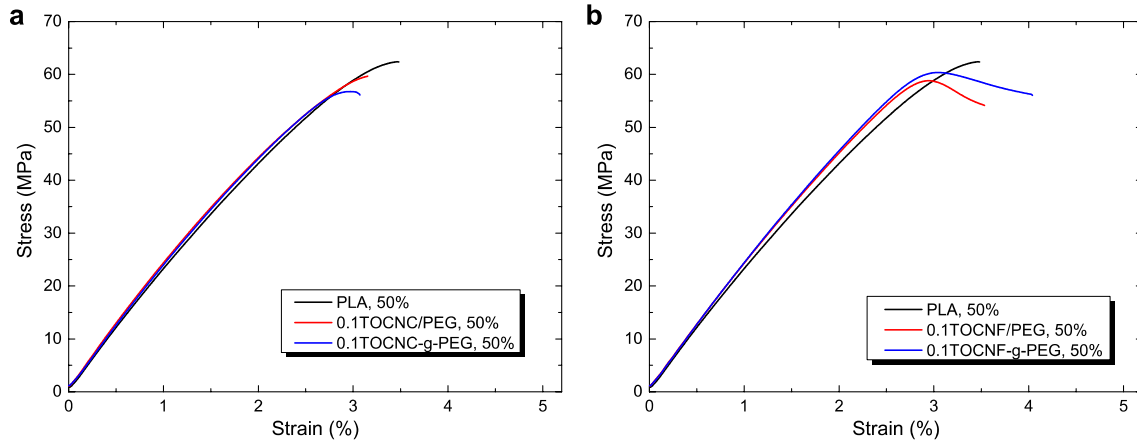 a
70
60
50
40
30
20
10
0
Stress (MPa)
PLA, 50%
0.1TOCNC/PEG, 50%
0.1TOCNC-g-PEG, 50%
0 1 2 3 4 5
Strain (%)
b
70
60
50
40
30
20
10
0
Stress (MPa)
PLA, 50%
0.1TOCNF/PEG, 50%
0.1TOCNF-g-PEG, 50%
0 1 2 3 4 5
Strain (%)